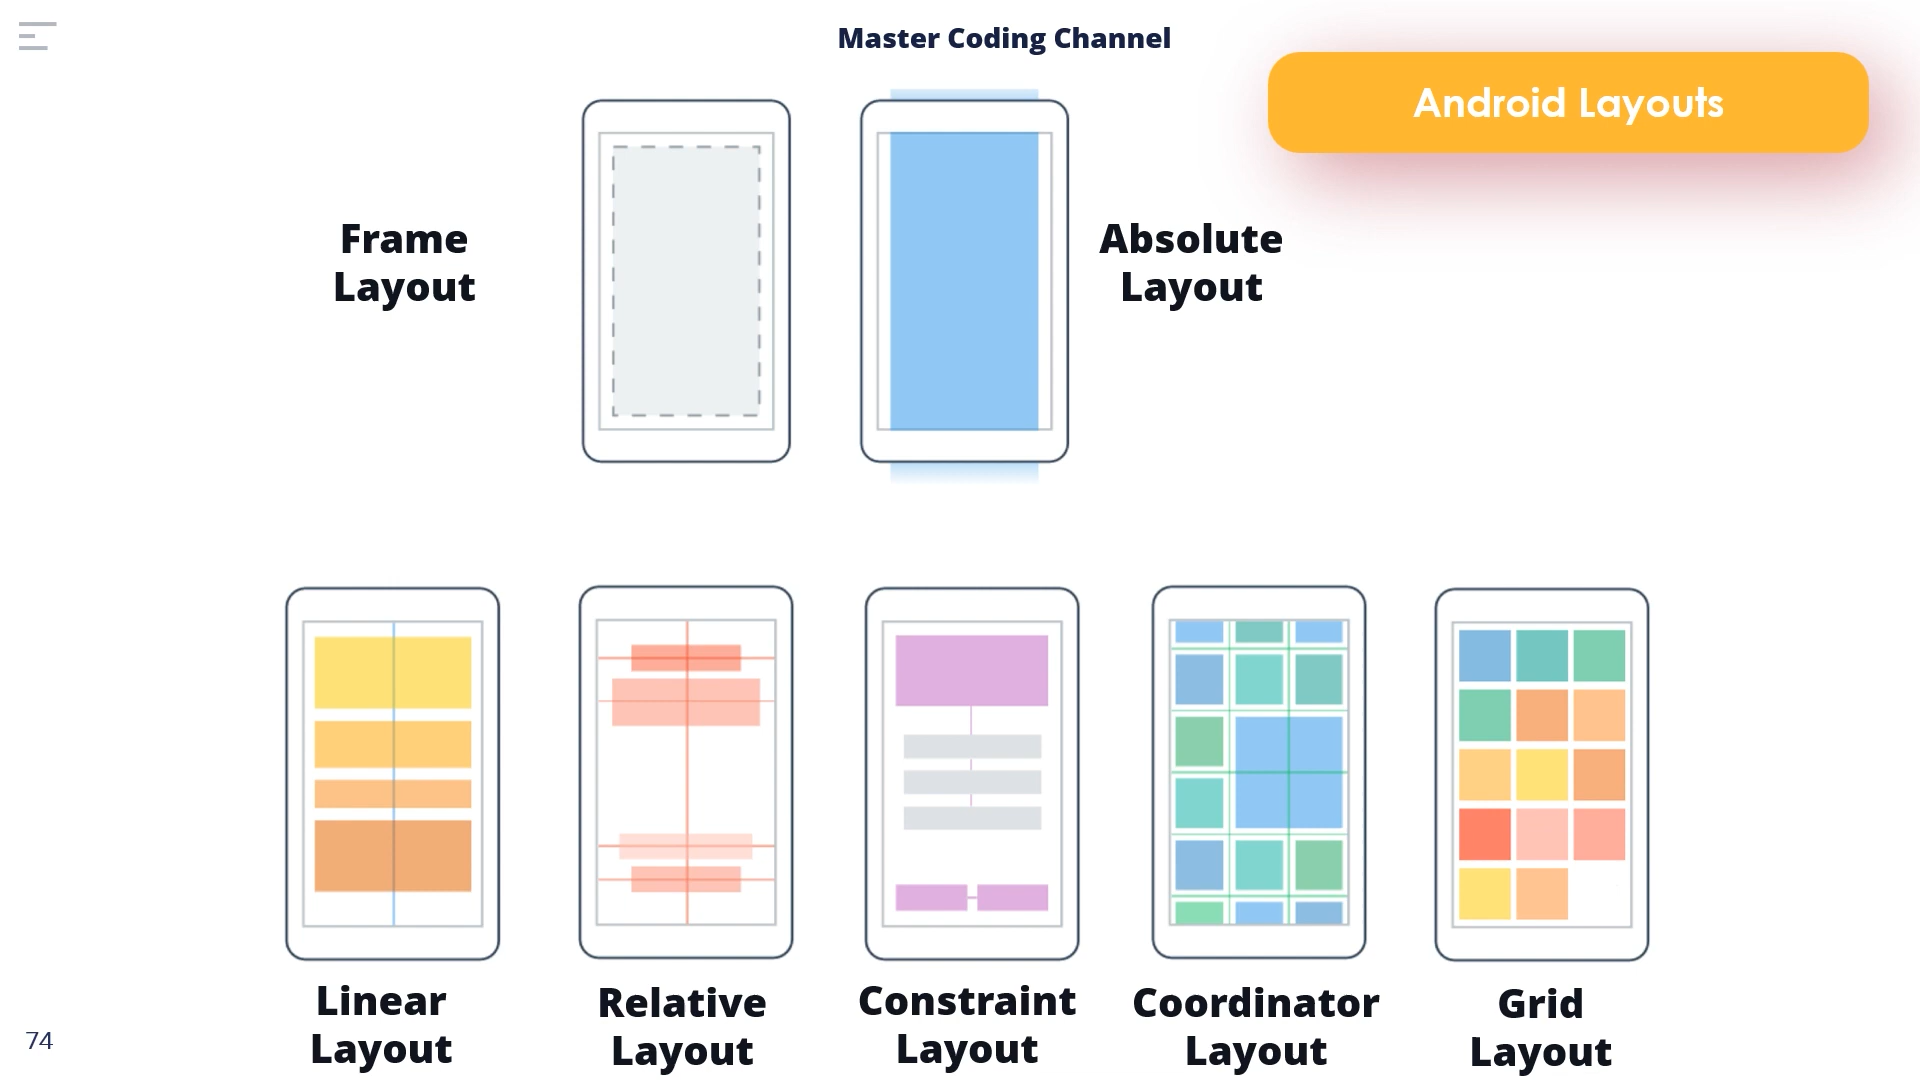 Master Coding Channel
Android Layouts
Frame
Layout
Absolute
Layout
Linear
Layout
Relative
Layout
Constraint
Layout
Coordinator
Layout
Grid
Layout
74